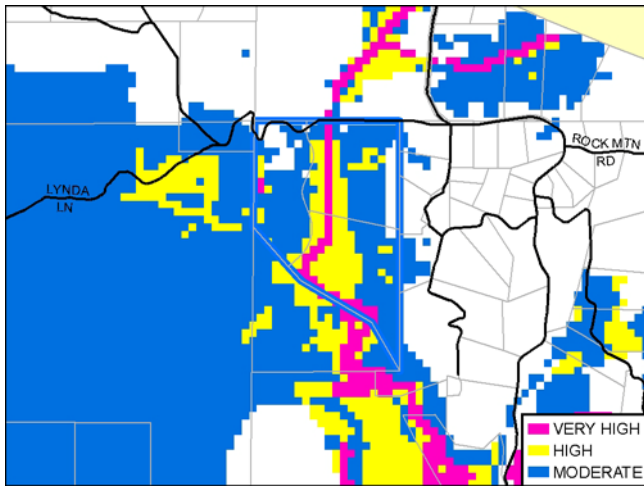 ROCK MTN
RD
LYNDA
LN
VERY HIGH
HIGH
MODERATE